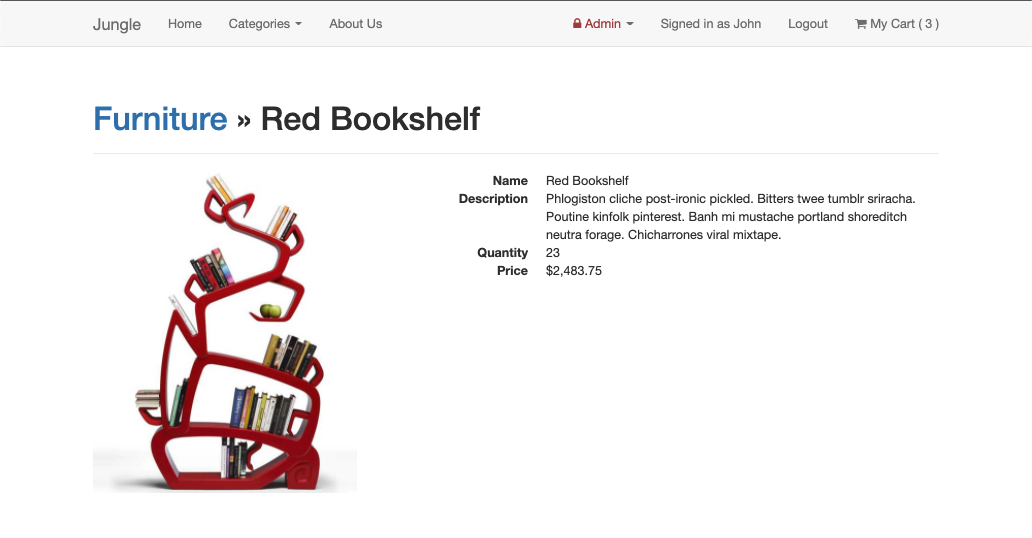 Jungle Home Categories About Us Admin Signed in as John Logout My Cart ( 3 )
Furniture » Red Bookshelf
Name Red Bookshelf
Description Phlogiston cliche post-ironic pickled. Bitters twee tumblr sriracha.
Poutine kinfolk pinterest. Banh mi mustache portland shoreditch
neutra forage. Chicharrones viral mixtape.
Quantity 23
Price $2,483.75